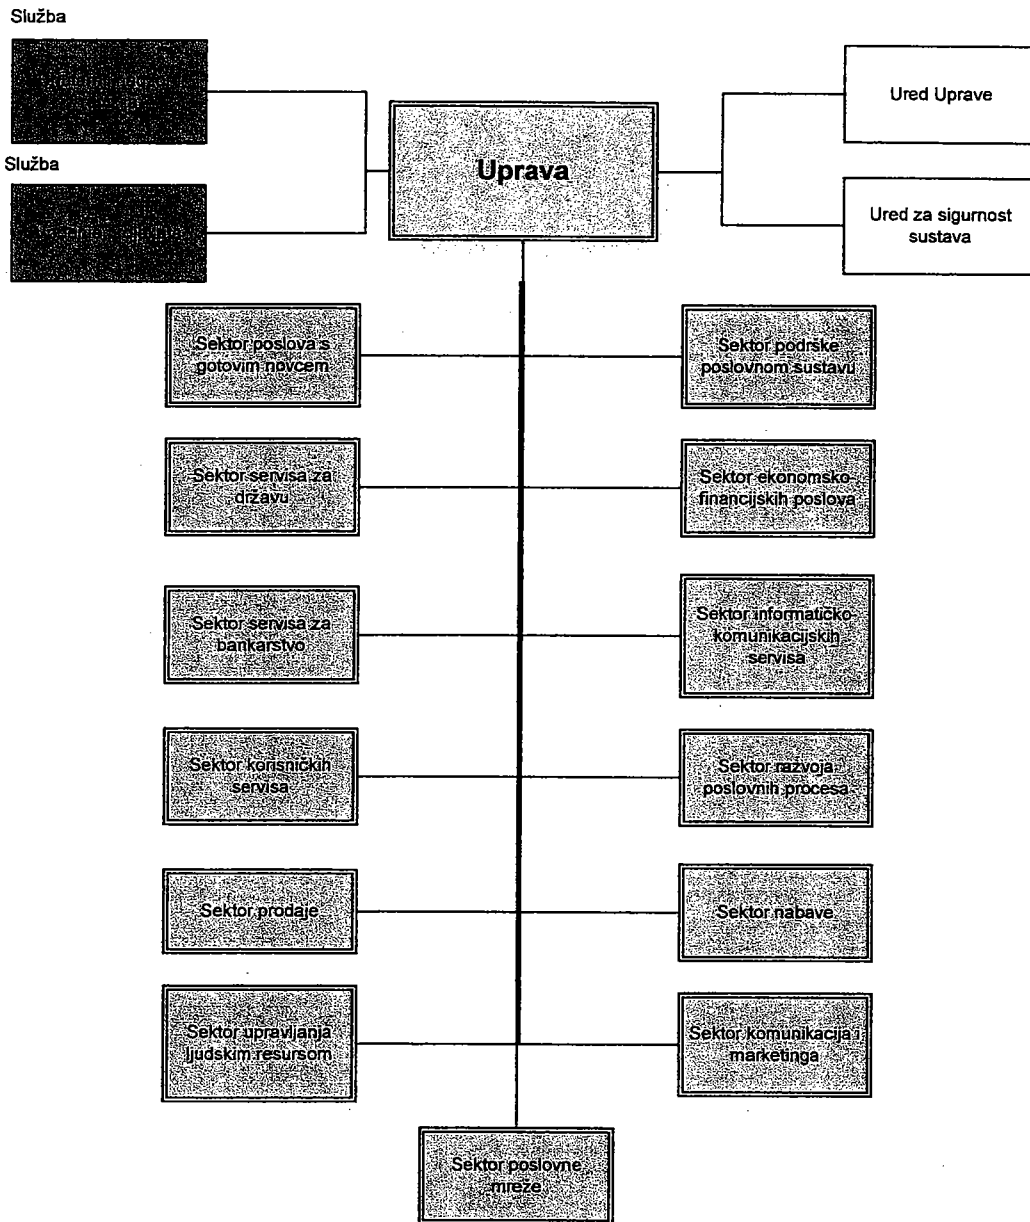 Služba
Služba
Uprava
Ured Uprave
Ured za sigurnost
sustava
Sektor poslova s
gotovim novcem
Sektor podrške
poslovnom sustavu
Sektor servisa za
državu
Sektor ekonomsko
financijskih poslova
Sektor servisa za
bankarstvo
Sektor informatičko-
komunikacijskih
servisa
Sektor korisničkih
servisa
Sektor razvoja
poslovnih procesa
Sektor prodaje
Sektor nabave
Sektor upravljanja
ljudskim resursom
Sektor komunikacija i
marketinga
Sektor poslovne
mreže